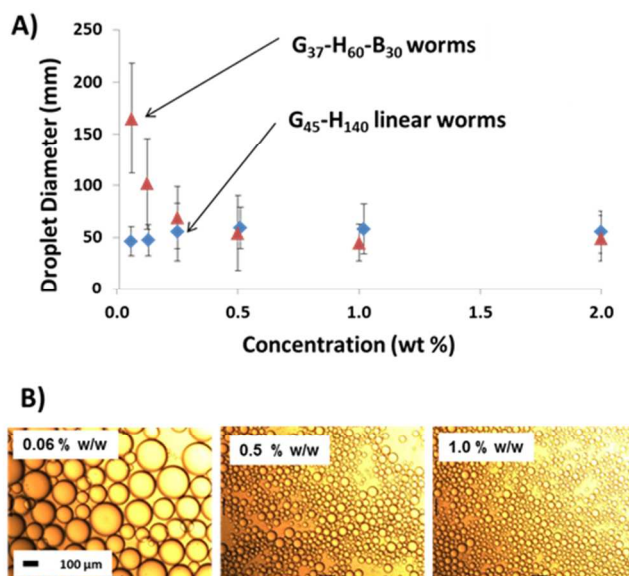 A)
250
200
150
100
50
0
Droplet Diameter (mm)
G37-H60-B30 worms
G45-H140 linear worms
0.0
0.5
1.0
1.5
2.0
Concentration (wt %)
B)
0.06 % w/w
0.5 % w/w
1.0 % w/w
100 µm